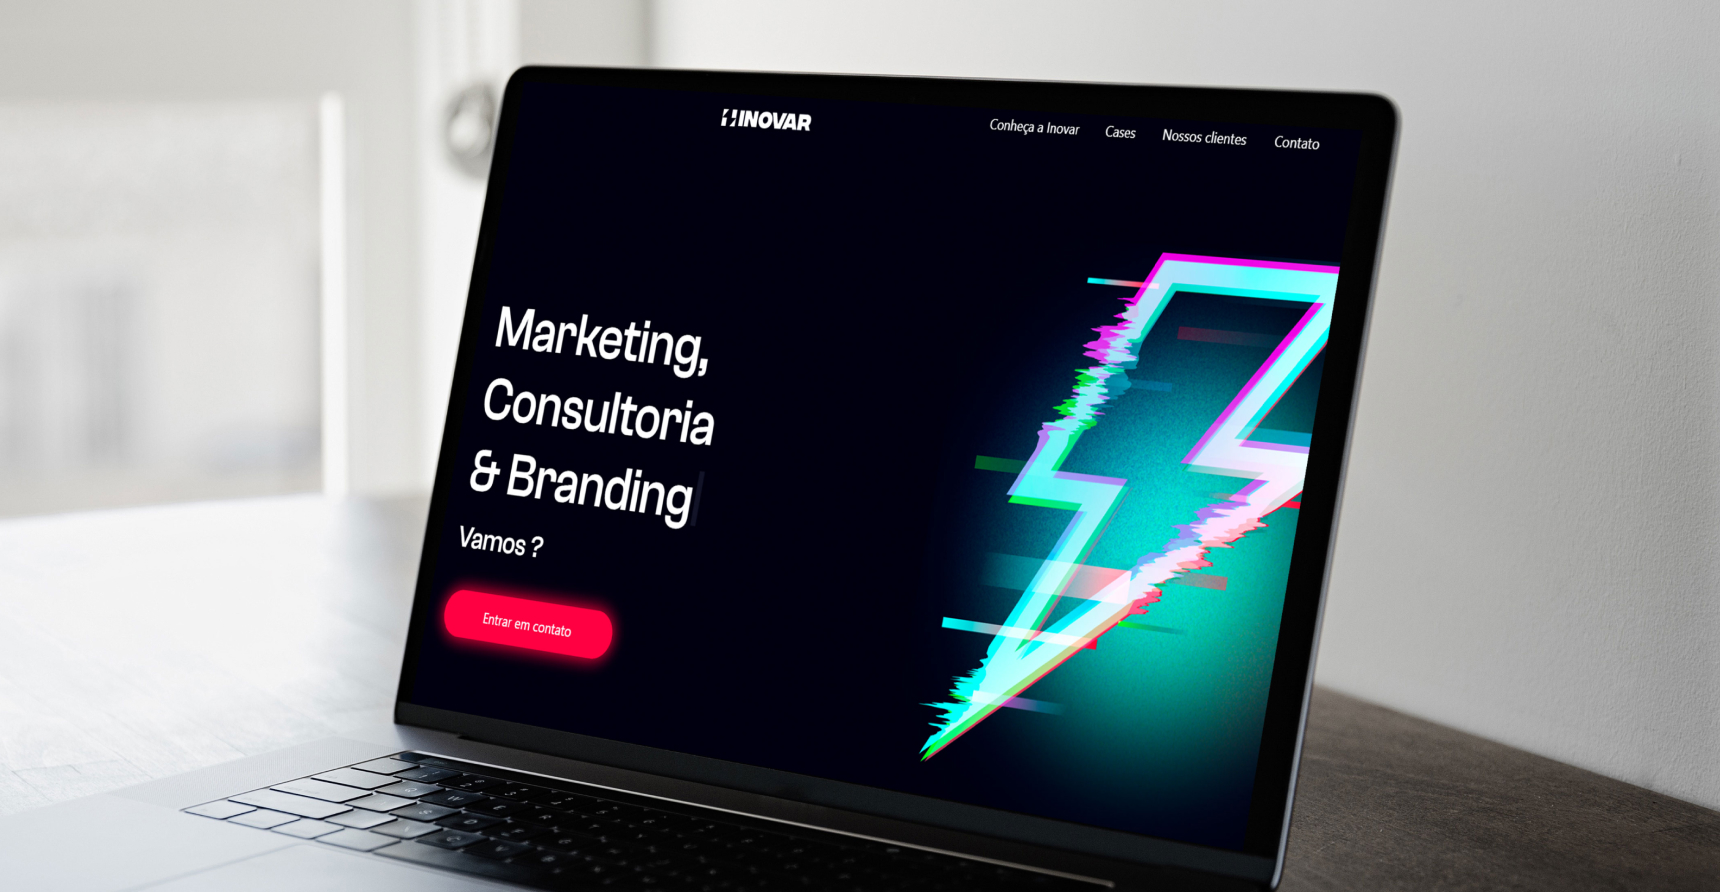 INOVAR
Conheça a Inovar Cases Nossos clientes Contato
Marketing,
Consultoria
& Branding
Vamos ?
Entrar em contato